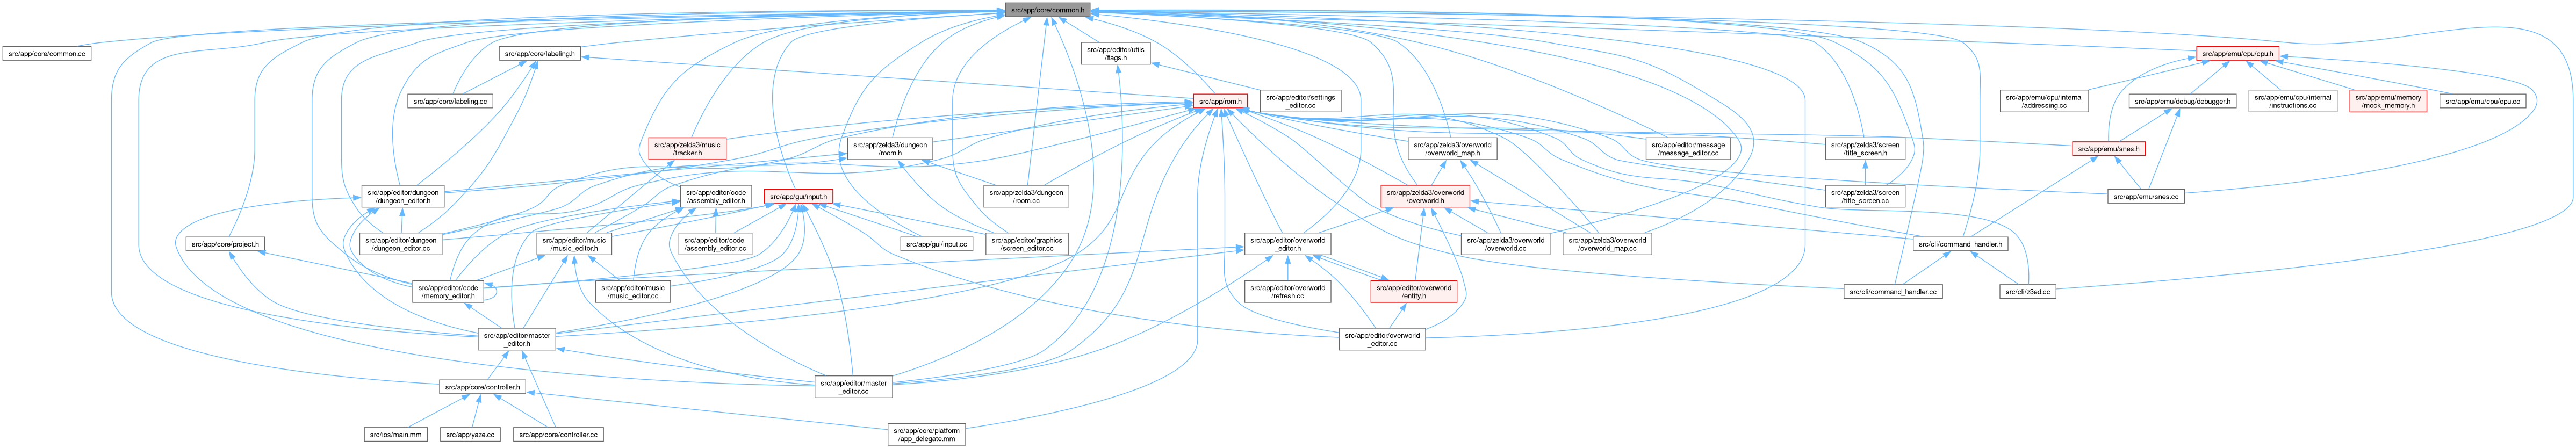 src/app/core/common.h
src/app/core/common.cc
src/app/core/labeling.h
src/app/editor/utils
/flags.h
src/app/emu/cpu/cpu.h
src/app/core/labeling.cc
src/app/rom.h
src/app/editor/settings
_editor.cc
src/app/emu/cpu/internal
/addressing.cc
src/app/emu/debug/debugger.h
src/app/emu/cpu/internal
/instructions.cc
src/app/emu/memory
/mock_memory.h
src/app/emu/cpu/cpu.cc
src/app/zelda3/music
/tracker.h
src/app/zelda3/dungeon
/room.h
src/app/zelda3/overworld
/overworld_map.h
src/app/editor/message
/message_editor.cc
src/app/zelda3/screen
/title_screen.h
src/app/emu/snes.h
src/app/editor/dungeon
/dungeon_editor.h
src/app/editor/code
/assembly_editor.h
src/app/gui/input.h
src/app/zelda3/dungeon
/room.cc
src/app/zelda3/overworld
/overworld.h
src/app/zelda3/screen
/title_screen.cc
src/app/emu/snes.cc
src/app/core/project.h
src/app/editor/dungeon
/dungeon_editor.cc
src/app/editor/music
/music_editor.h
src/app/editor/code
/assembly_editor.cc
src/app/gui/input.cc
src/app/editor/graphics
/screen_editor.cc
src/app/editor/overworld
_editor.h
src/app/zelda3/overworld
/overworld.cc
src/app/zelda3/overworld
/overworld_map.cc
src/cli/command_handler.h
src/app/editor/code
/memory_editor.h
src/app/editor/music
/music_editor.cc
src/app/editor/overworld
/refresh.cc
src/app/editor/overworld
/entity.h
src/cli/command_handler.cc
src/cli/z3ed.cc
src/app/editor/master
_editor.h
src/app/editor/overworld
_editor.cc
src/app/core/controller.h
src/app/editor/master
_editor.cc
src/ios/main.mm
src/app/yaze.cc
src/app/core/controller.cc
src/app/core/platform
/app_delegate.mm